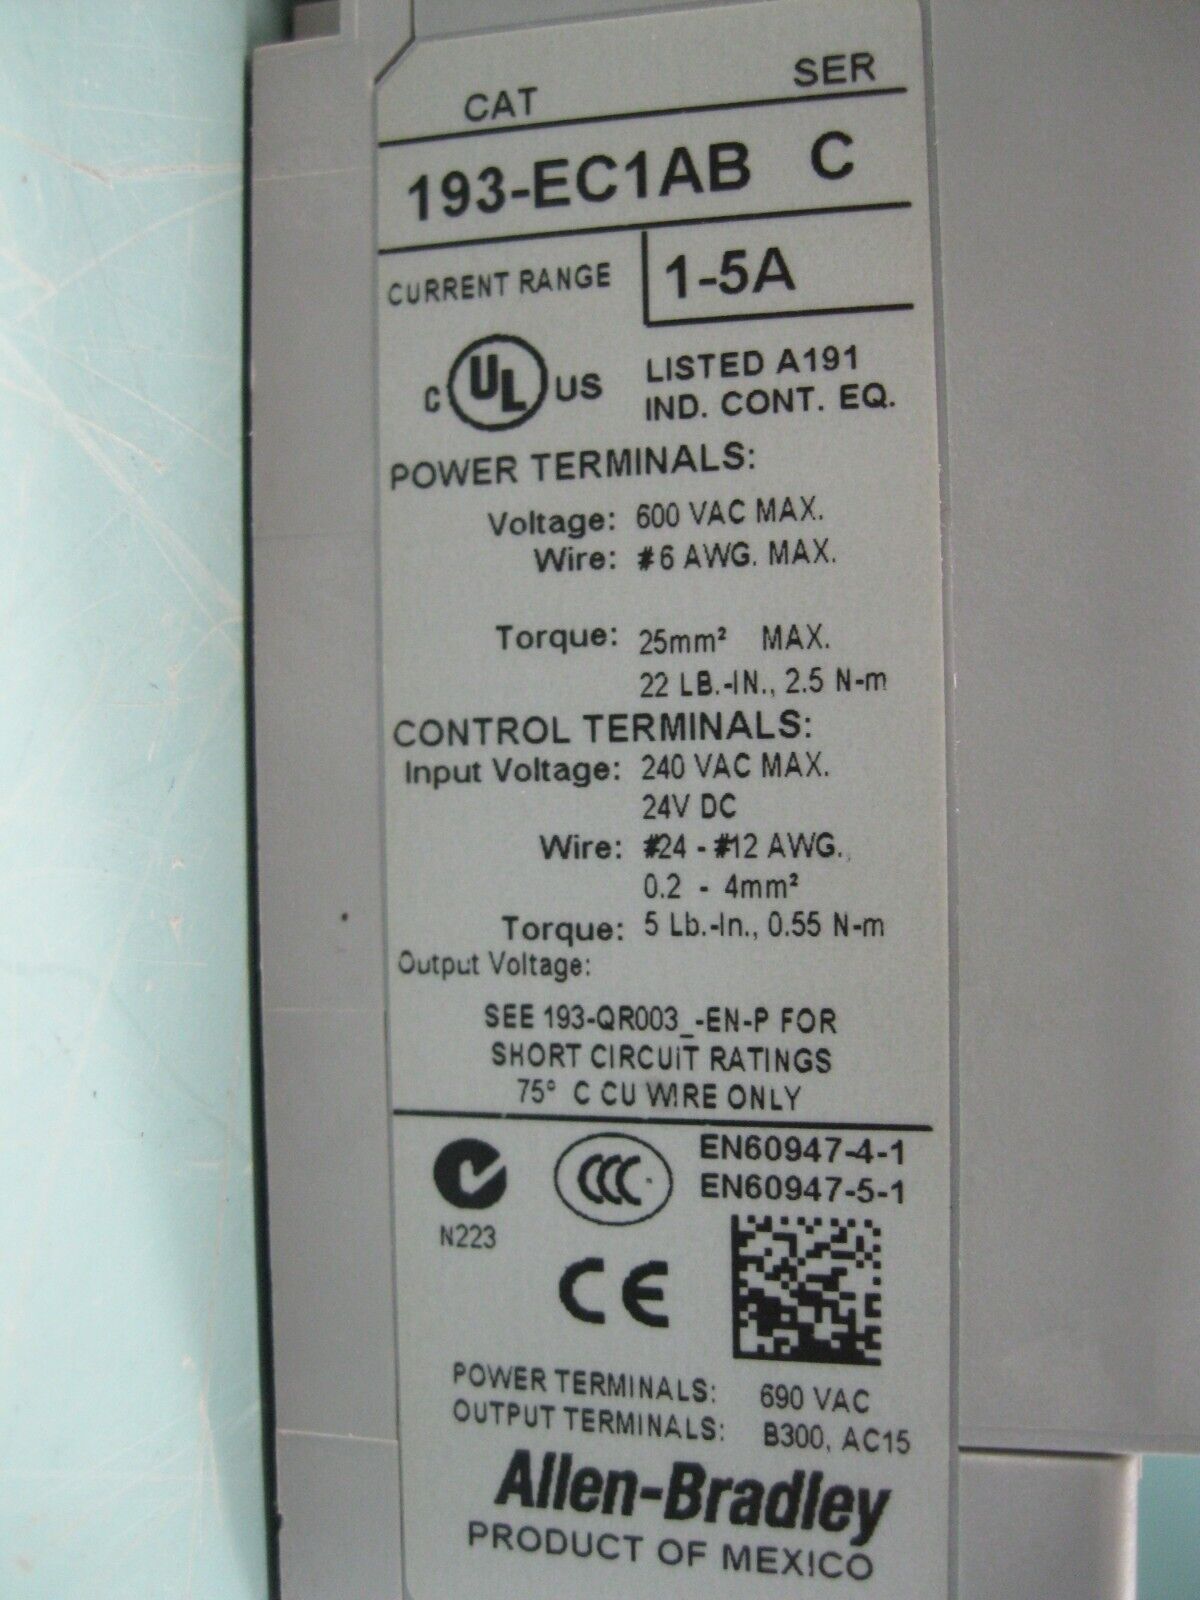 CAT SER
193-EC1AB C
CURRENT RANGE 1-5A
C UL US LISTED A191
IND. CONT. EQ.
POWER TERMINALS:
Voltage: 600 VAC MAX.
Wire: #6 AWG. MAX.
Torque: 25mm² MAX.
22 LB.-IN., 2.5 N-m
CONTROL TERMINALS:
Input Voltage: 240 VAC MAX.
24V DC
Wire: #24 - #12 AWG.
0.2 - 4mm²
Torque: 5 Lb.-In., 0.55 N-m
Output Voltage:
SEE 193-QR003_-EN-P FOR
SHORT CIRCUiT RATINGS
75° C CU WIRE ONLY
CCC EN60947-4-1
EN60947-5-1
N223
CE
POWER TERMINALS: 690 VAC
OUTPUT TERMINALS: B300, AC15
Allen-Bradley
PRODUCT OF MEXICO